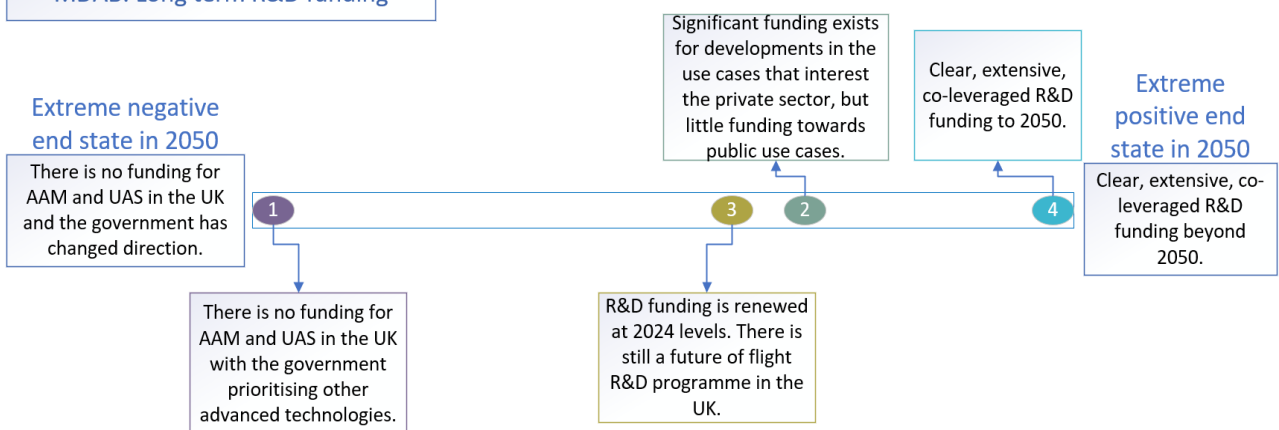 MDAB: Long-term R&D funding
Extreme negative
end state in 2050
There is no funding for
AAM and UAS in the UK
and the government has
changed direction.
Significant funding exists
for developments in the
use cases that interest
the private sector, but
little funding towards
public use cases.
Clear, extensive,
co-leveraged R&D
funding to 2050.
Extreme
positive end
state in 2050
Clear, extensive, co-
leveraged R&D
funding beyond
2050.
1
3
2
4
There is no funding for
AAM and UAS in the UK
with the government
prioritising other
advanced technologies.
R&D funding is renewed
at 2024 levels. There is
still a future of flight
R&D programme in the
UK.